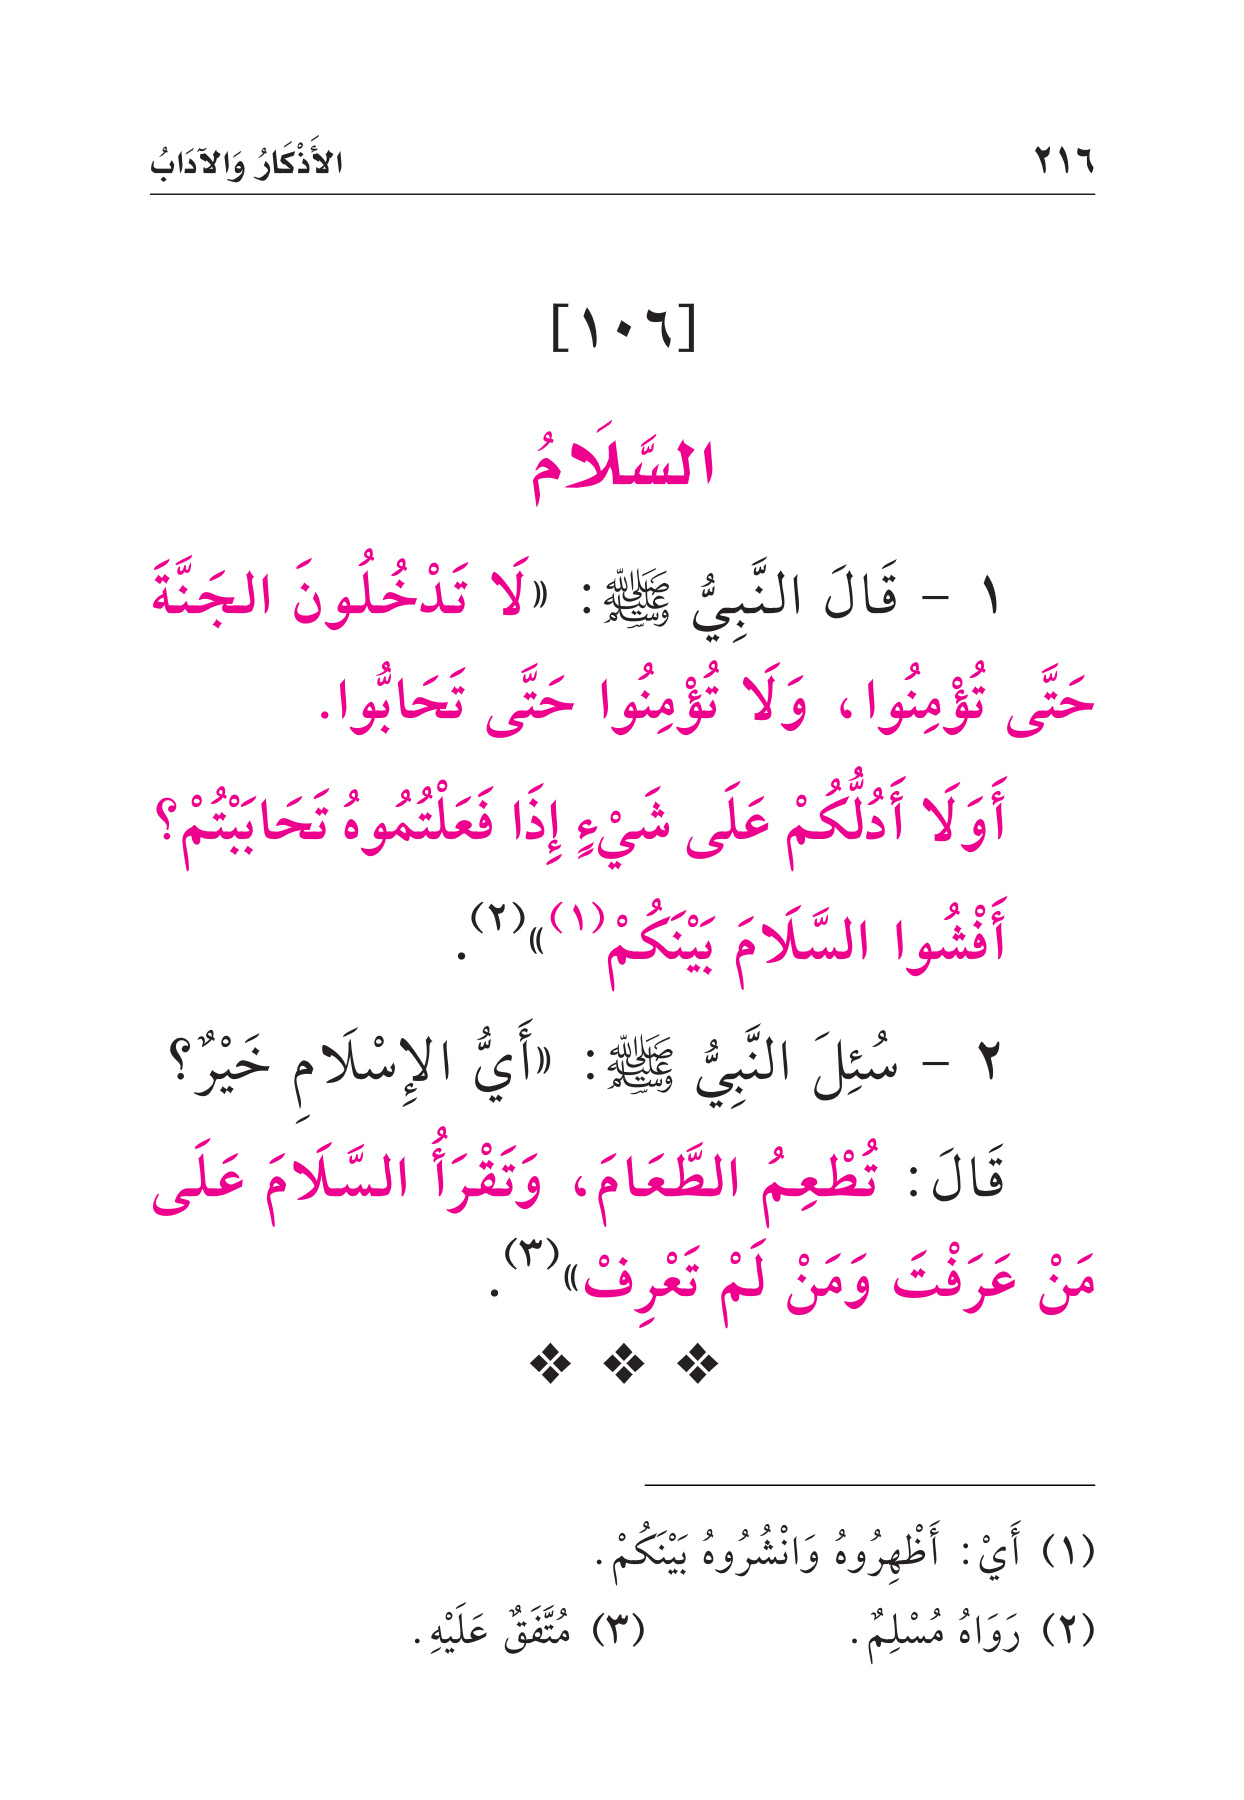 ٢١٦ الأَذْكَارُ وَالآدَابُ
[١٠٦]
السَّلَامُ
١ - قَالَ النَّبِيُّ ﷺ: «لَا تَدْخُلُونَ الجَنَّةَ
حَتَّى تُؤْمِنُوا، وَلَا تُؤْمِنُوا حَتَّى تَحَابُّوا.
أَوَلَا أَدُلُّكُمْ عَلَى شَيْءٍ إِذَا فَعَلْتُمُوهُ تَحَابَبْتُمْ؟
أَفْشُوا السَّلَامَ بَيْنَكُمْ(١)»(٢).
٢ - سُئِلَ النَّبِيُّ ﷺ: «أَيُّ الإِسْلَامِ خَيْرٌ؟
قَالَ: تُطْعِمُ الطَّعَامَ، وَتَقْرَأُ السَّلَامَ عَلَى
مَنْ عَرَفْتَ وَمَنْ لَمْ تَعْرِفْ»(٣).
(١) أَيْ: أَظْهِرُوهُ وَانْشُرُوهُ بَيْنَكُمْ.
(٢) رَوَاهُ مُسْلِمٌ. (٣) مُتَّفَقٌ عَلَيْهِ.